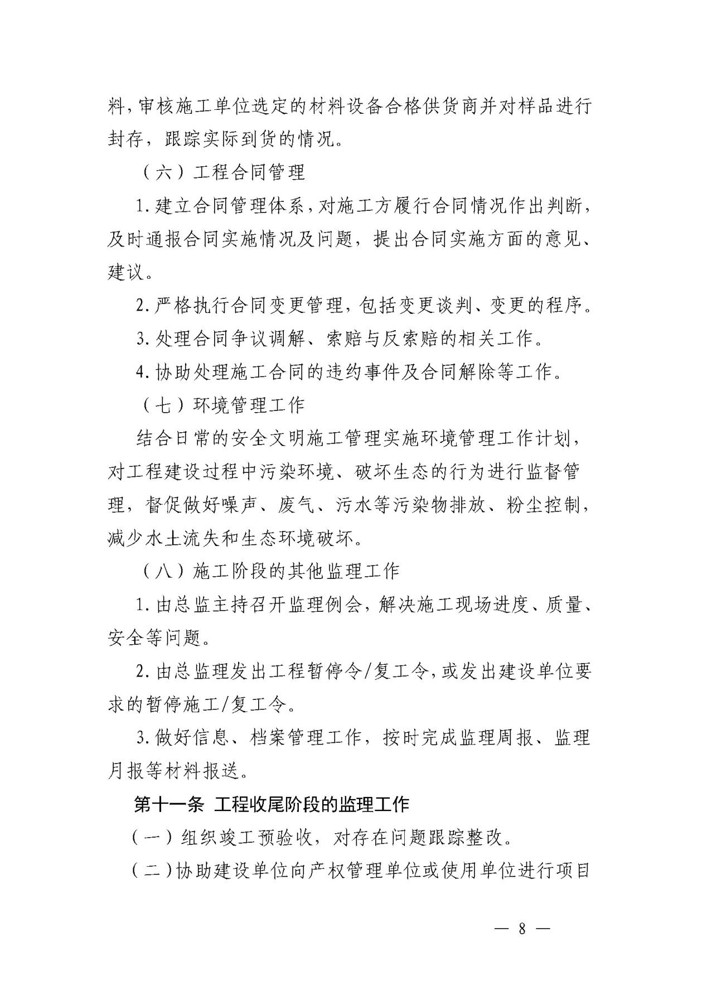 料,审核施工单位选定的材料设备合格供货商并对样品进行
封存，跟踪实际到货的情况。
（六）工程合同管理
1.建立合同管理体系,对施工方履行合同情况作出判断,
及时通报合同实施情况及问题，提出合同实施方面的意见、
建议。
2.严格执行合同变更管理,包括变更谈判、变更的程序。
3.处理合同争议调解、索赔与反索赔的相关工作。
4.协助处理施工合同的违约事件及合同解除等工作。
（七）环境管理工作
结合日常的安全文明施工管理实施环境管理工作计划，
对工程建设过程中污染环境、破坏生态的行为进行监督管
理，督促做好噪声、废气、污水等污染物排放、粉尘控制，
减少水土流失和生态环境破坏。
（八）施工阶段的其他监理工作
1.由总监主持召开监理例会,解决施工现场进度、质量、
安全等问题。
2.由总监理发出工程暂停令/复工令,或发出建设单位要
求的暂停施工/复工令。
3.做好信息、档案管理工作，按时完成监理周报、监理
月报等材料报送。
第十一条 工程收尾阶段的监理工作
（一）组织竣工预验收，对存在问题跟踪整改。
（二)协助建设单位向产权管理单位或使用单位进行项目
— 8 —